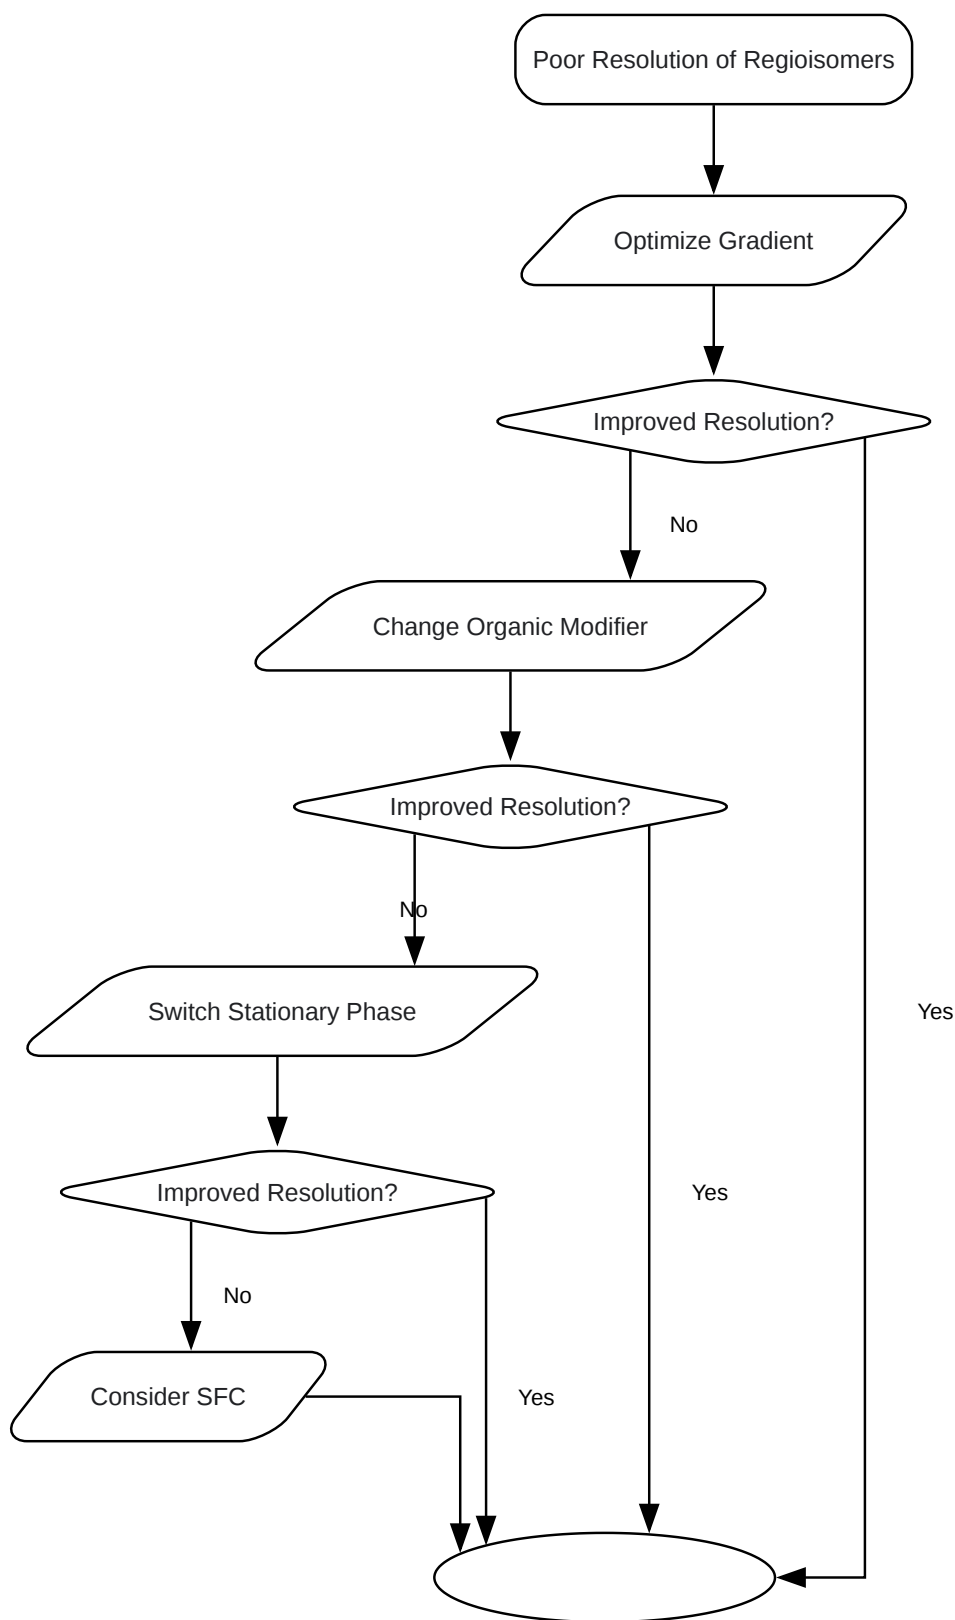 Poor Resolution of Regioisomers
Optimize Gradient
Improved Resolution?
No
Change Organic Modifier
Improved Resolution?
No
Switch Stationary Phase
Yes
Improved Resolution?
Yes
No
Consider SFC
Yes